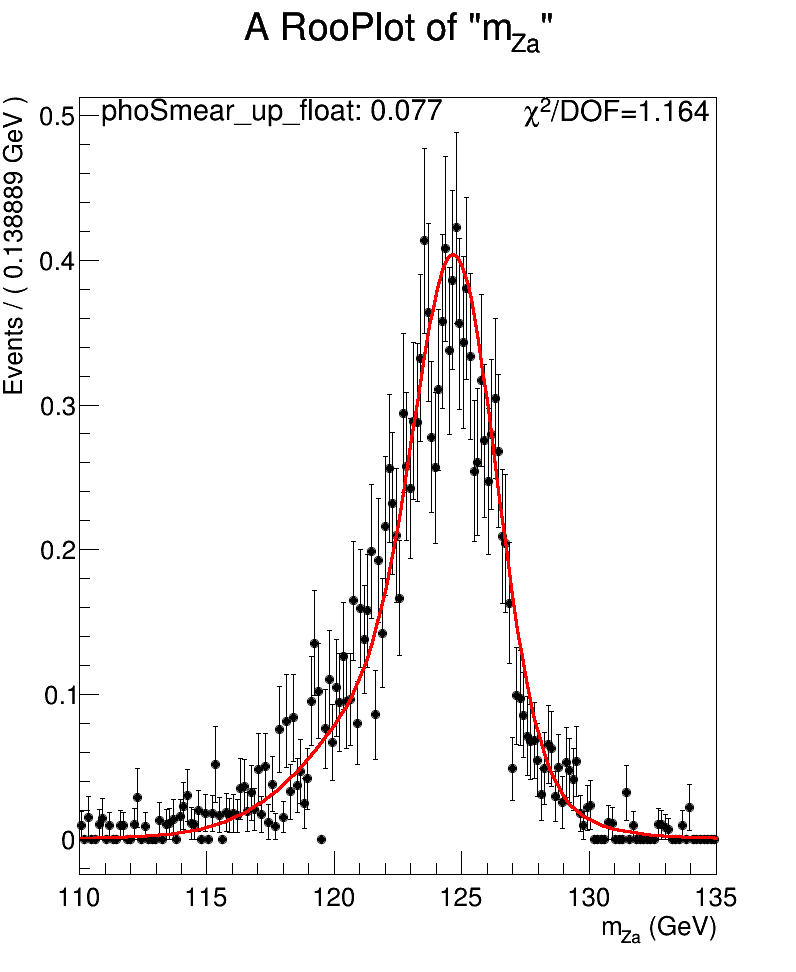 A RooPlot of "m_Za"
phoSmear_up_float: 0.077 χ²/DOF=1.164
Events / ( 0.138889 GeV )
0.5
0.4
0.3
0.2
0.1
0
110 115 120 125 130 135
m_Za (GeV)